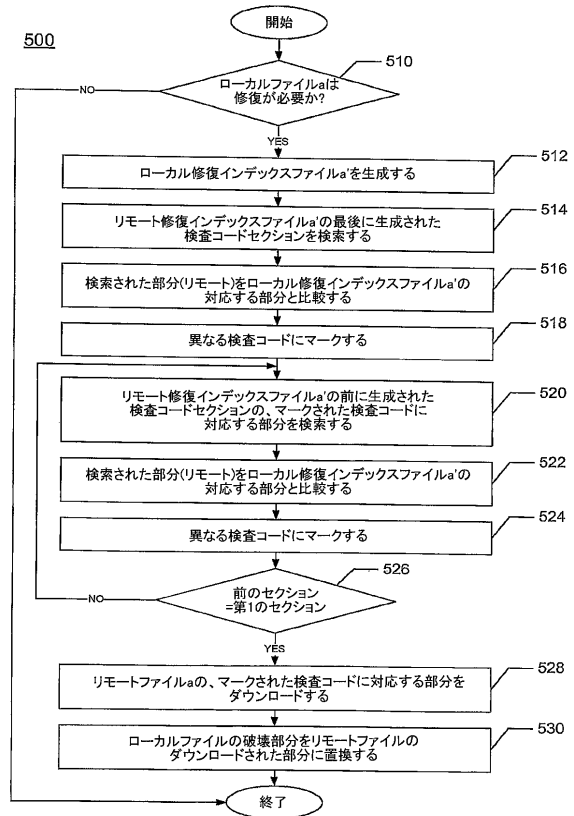 開始
500
510
ローカルファイルaは
修復が必要か?
NO
YES
512
ローカル修復インデックスファイルa'を生成する
514
リモート修復インデックスファイルa'の最後に生成された
検査コードセクションを検索する
516
検索された部分(リモート)をローカル修復インデックスファイルa'の
対応する部分と比較する
518
異なる検査コードにマークする
520
リモート修復インデックスファイルa'の前に生成された
検査コードセクションの、マークされた検査コードに
対応する部分を検索する
522
検索された部分(リモート)をローカル修復インデックスファイルa'の
対応する部分と比較する
524
異なる検査コードにマークする
526
前のセクション
=第1のセクション
NO
YES
528
リモートファイルaの、マークされた検査コードに対応する部分を
ダウンロードする
530
ローカルファイルの破壊部分をリモートファイルの
ダウンロードされた部分に置換する
終了